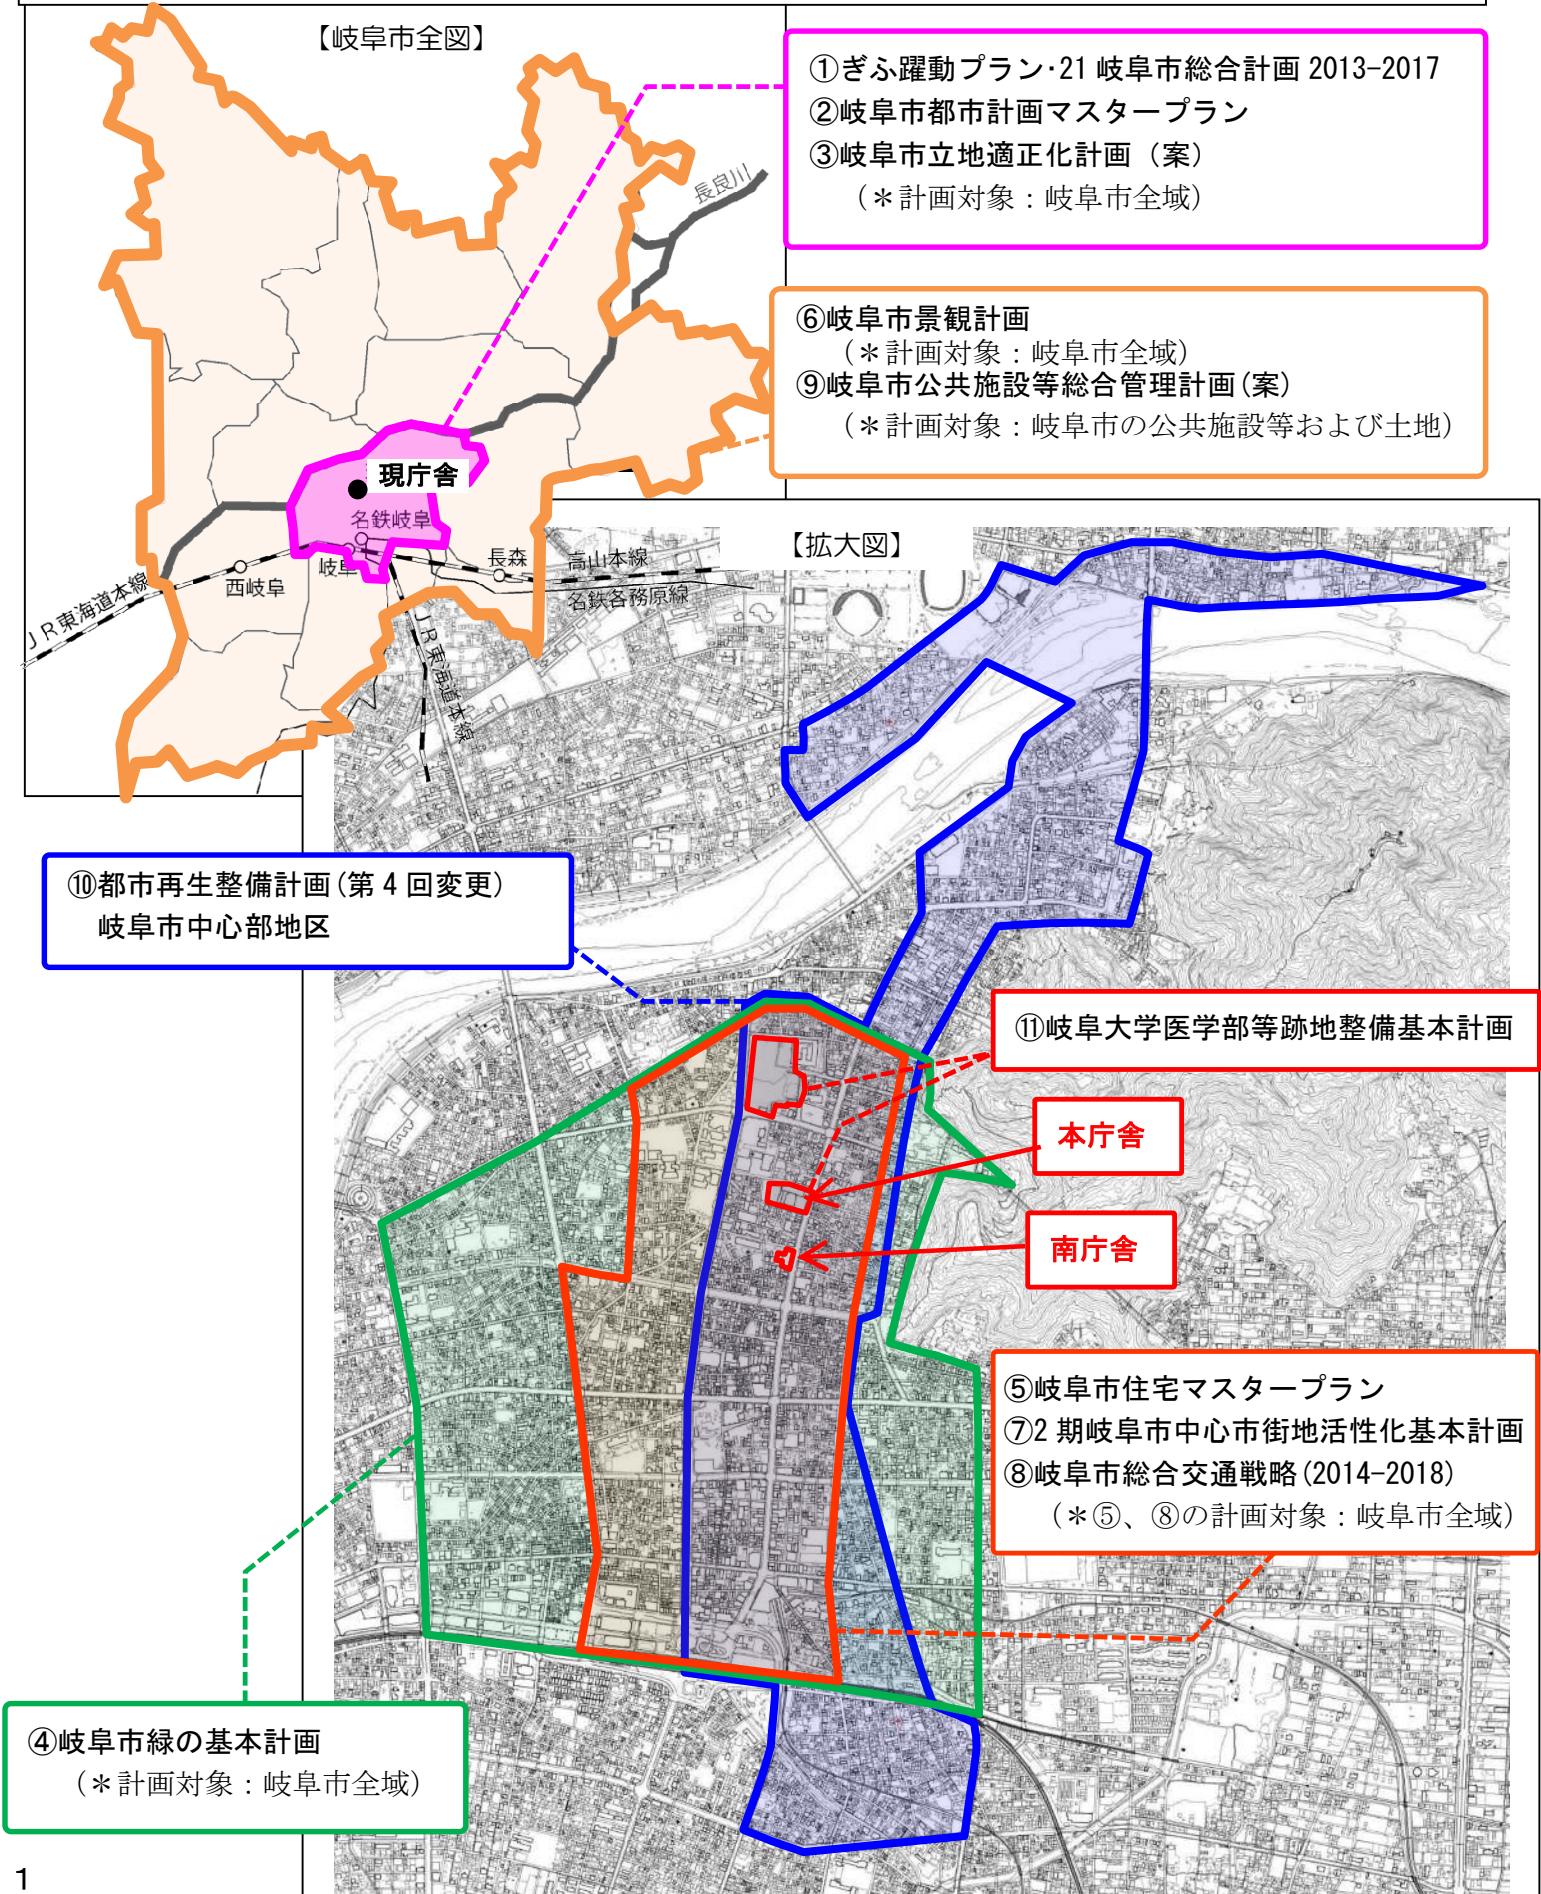 【岐阜市全図】
①ぎふ躍動プラン・21 岐阜市総合計画 2013-2017
②岐阜市都市計画マスタープラン
③岐阜市立地適正化計画（案）
（＊計画対象：岐阜市全域）
長良川
⑥岐阜市景観計画
（＊計画対象：岐阜市全域）
⑨岐阜市公共施設等総合管理計画(案)
（＊計画対象：岐阜市の公共施設等および土地）
現庁舎
名鉄岐阜
岐阜
西岐阜
長森
高山本線
名鉄各務原線
ＪＲ東海道本線
ＪＲ東海道本線
【拡大図】
⑩都市再生整備計画(第 4 回変更)
岐阜市中心部地区
⑪岐阜大学医学部等跡地整備基本計画
本庁舎
南庁舎
⑤岐阜市住宅マスタープラン
⑦2 期岐阜市中心市街地活性化基本計画
⑧岐阜市総合交通戦略(2014-2018)
（＊⑤、⑧の計画対象：岐阜市全域）
④岐阜市緑の基本計画
（＊計画対象：岐阜市全域）
1